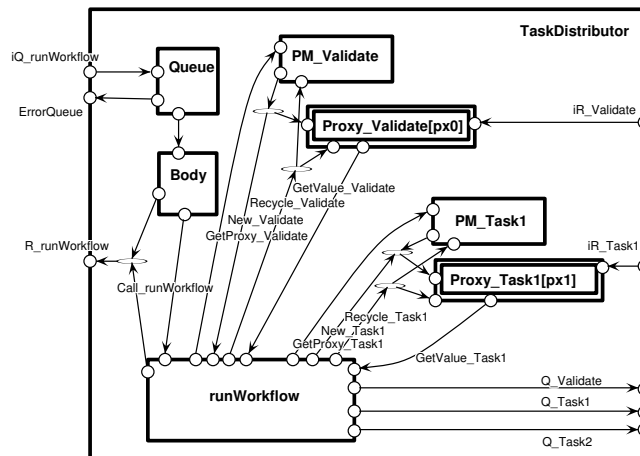 TaskDistributor
iQ_runWorkflow
Queue
PM_Validate
ErrorQueue
Proxy_Validate[px0]
iR_Validate
Body
GetValue_Validate
Recycle_Validate
New_Validate
GetProxy_Validate
PM_Task1
R_runWorkflow
iR_Task1
Call_runWorkflow
Proxy_Task1[px1]
Recycle_Task1
New_Task1
GetProxy_Task1
GetValue_Task1
runWorkflow
Q_Validate
Q_Task1
Q_Task2